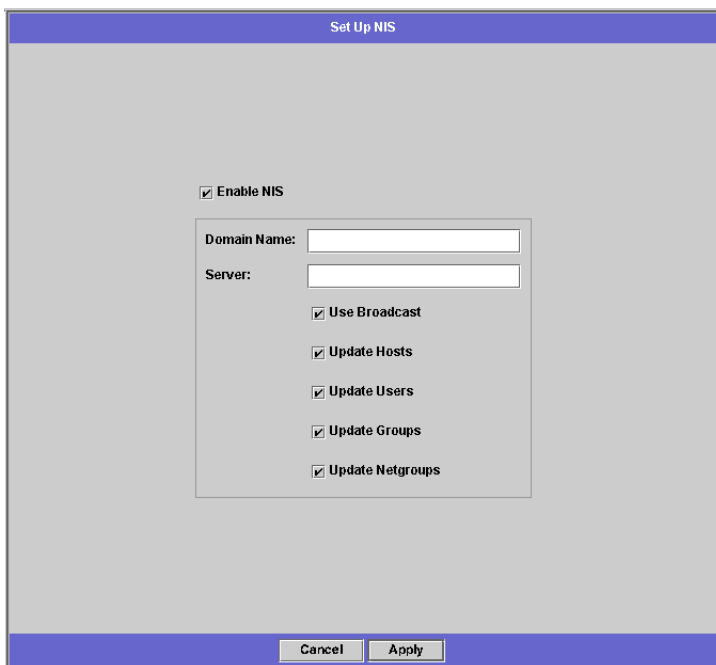 Set Up NIS
Enable NIS
Domain Name:
Server:
Use Broadcast
Update Hosts
Update Users
Update Groups
Update Netgroups
Cancel Apply